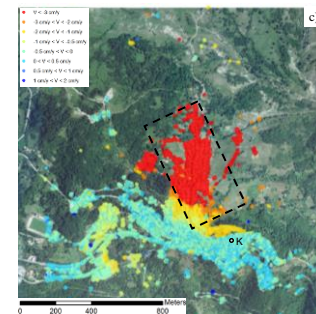 c)
V < -3 cm/y
-3 cm/y < V < -2 cm/y
-2 cm/y < V < -1 cm/y
-1 cm/y < V < -0.5 cm/y
-0.5 cm/y < V < 0
0 < V < 0.5 cm/y
0.5 cm/y < V < 1 cm/y
1 cm/y < V < 2 cm/y
K
Meters
0 200 400 600 800